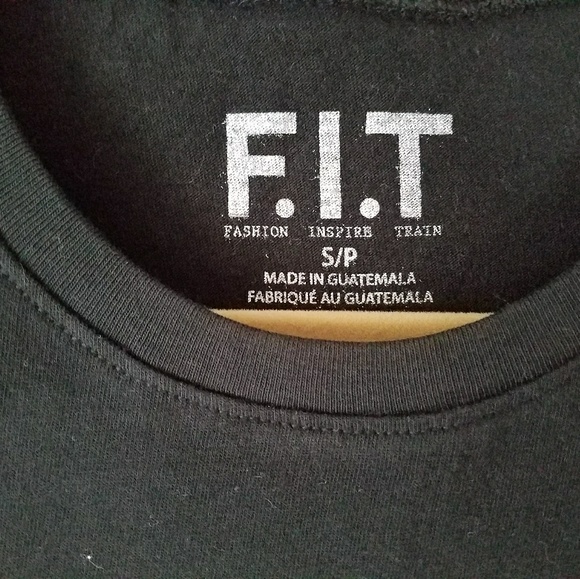 F.I.T
FASHION INSPIRE TRAIN
S/P
MADE IN GUATEMALA
FABRIQUÉ AU GUATEMALA